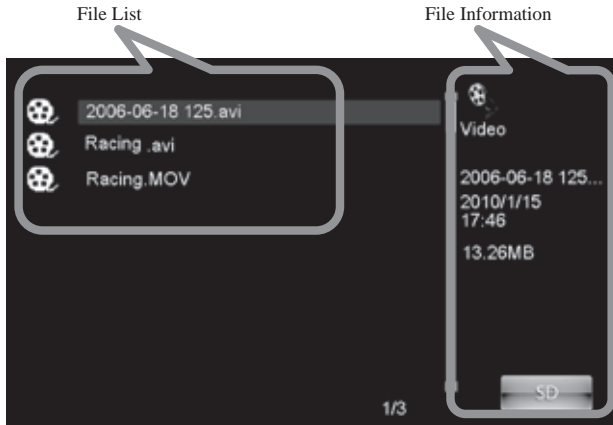 File List
File Information
2006-06-18 125.avi
Racing .avi
Racing.MOV
Video
2006-06-18 125...
2010/1/15
17:46
13.26MB
SD
1/3